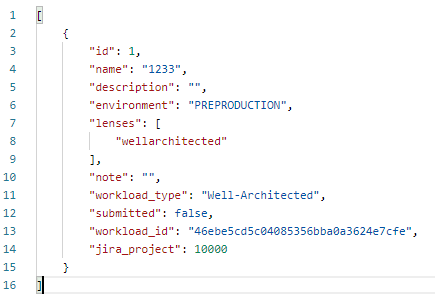 1 [
2 {
3 "id": 1,
4 "name": "1233",
5 "description": "",
6 "environment": "PREPRODUCTION",
7 "lenses": [
8 "wellarchitected"
9 ],
10 "note": "",
11 "workload_type": "Well-Architected",
12 "submitted": false,
13 "workload_id": "46ebe5cd5c04085356bba0a3624e7cfe",
14 "jira_project": 10000
15 }
16 ]